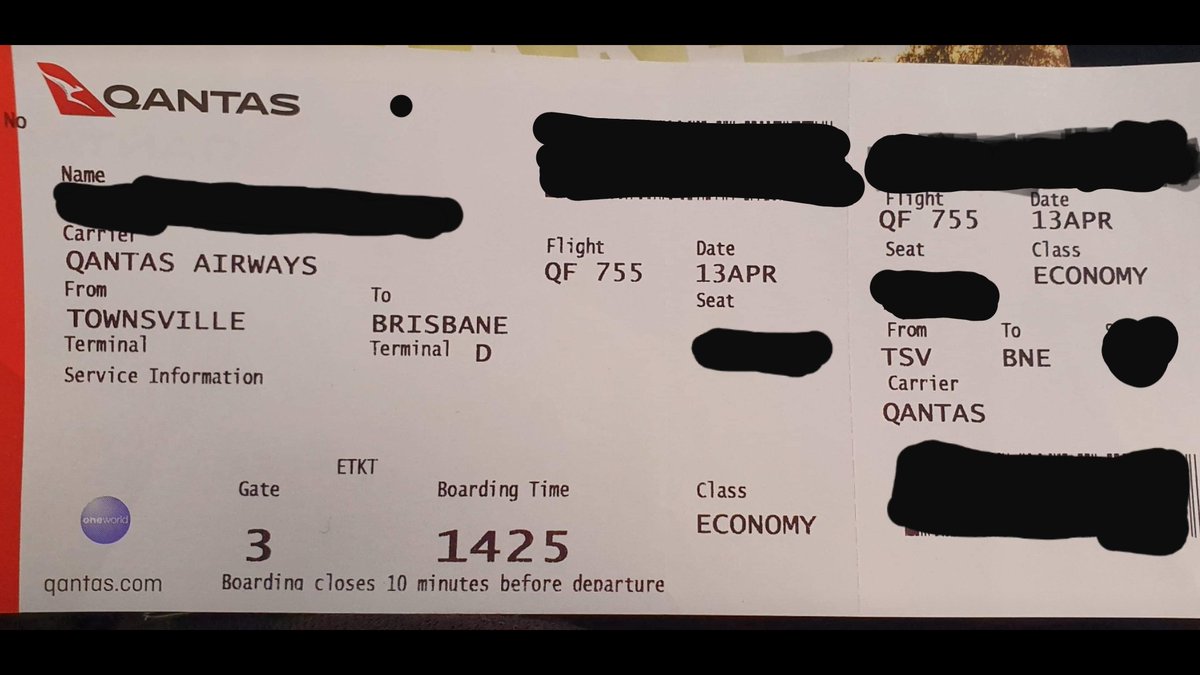 QANTAS
No
Name
Carrier
QANTAS AIRWAYS
From
To
TOWNSVILLE
BRISBANE
Terminal
Terminal D
Service Information
Flight
Date
QF 755
13APR
Seat
ETKT
Gate
Boarding Time
Class
3
1425
ECONOMY
oneworld
qantas.com
Boarding closes 10 minutes before departure
Flight
Date
QF 755
13APR
Seat
Class
ECONOMY
From
To
TSV
BNE
Carrier
QANTAS